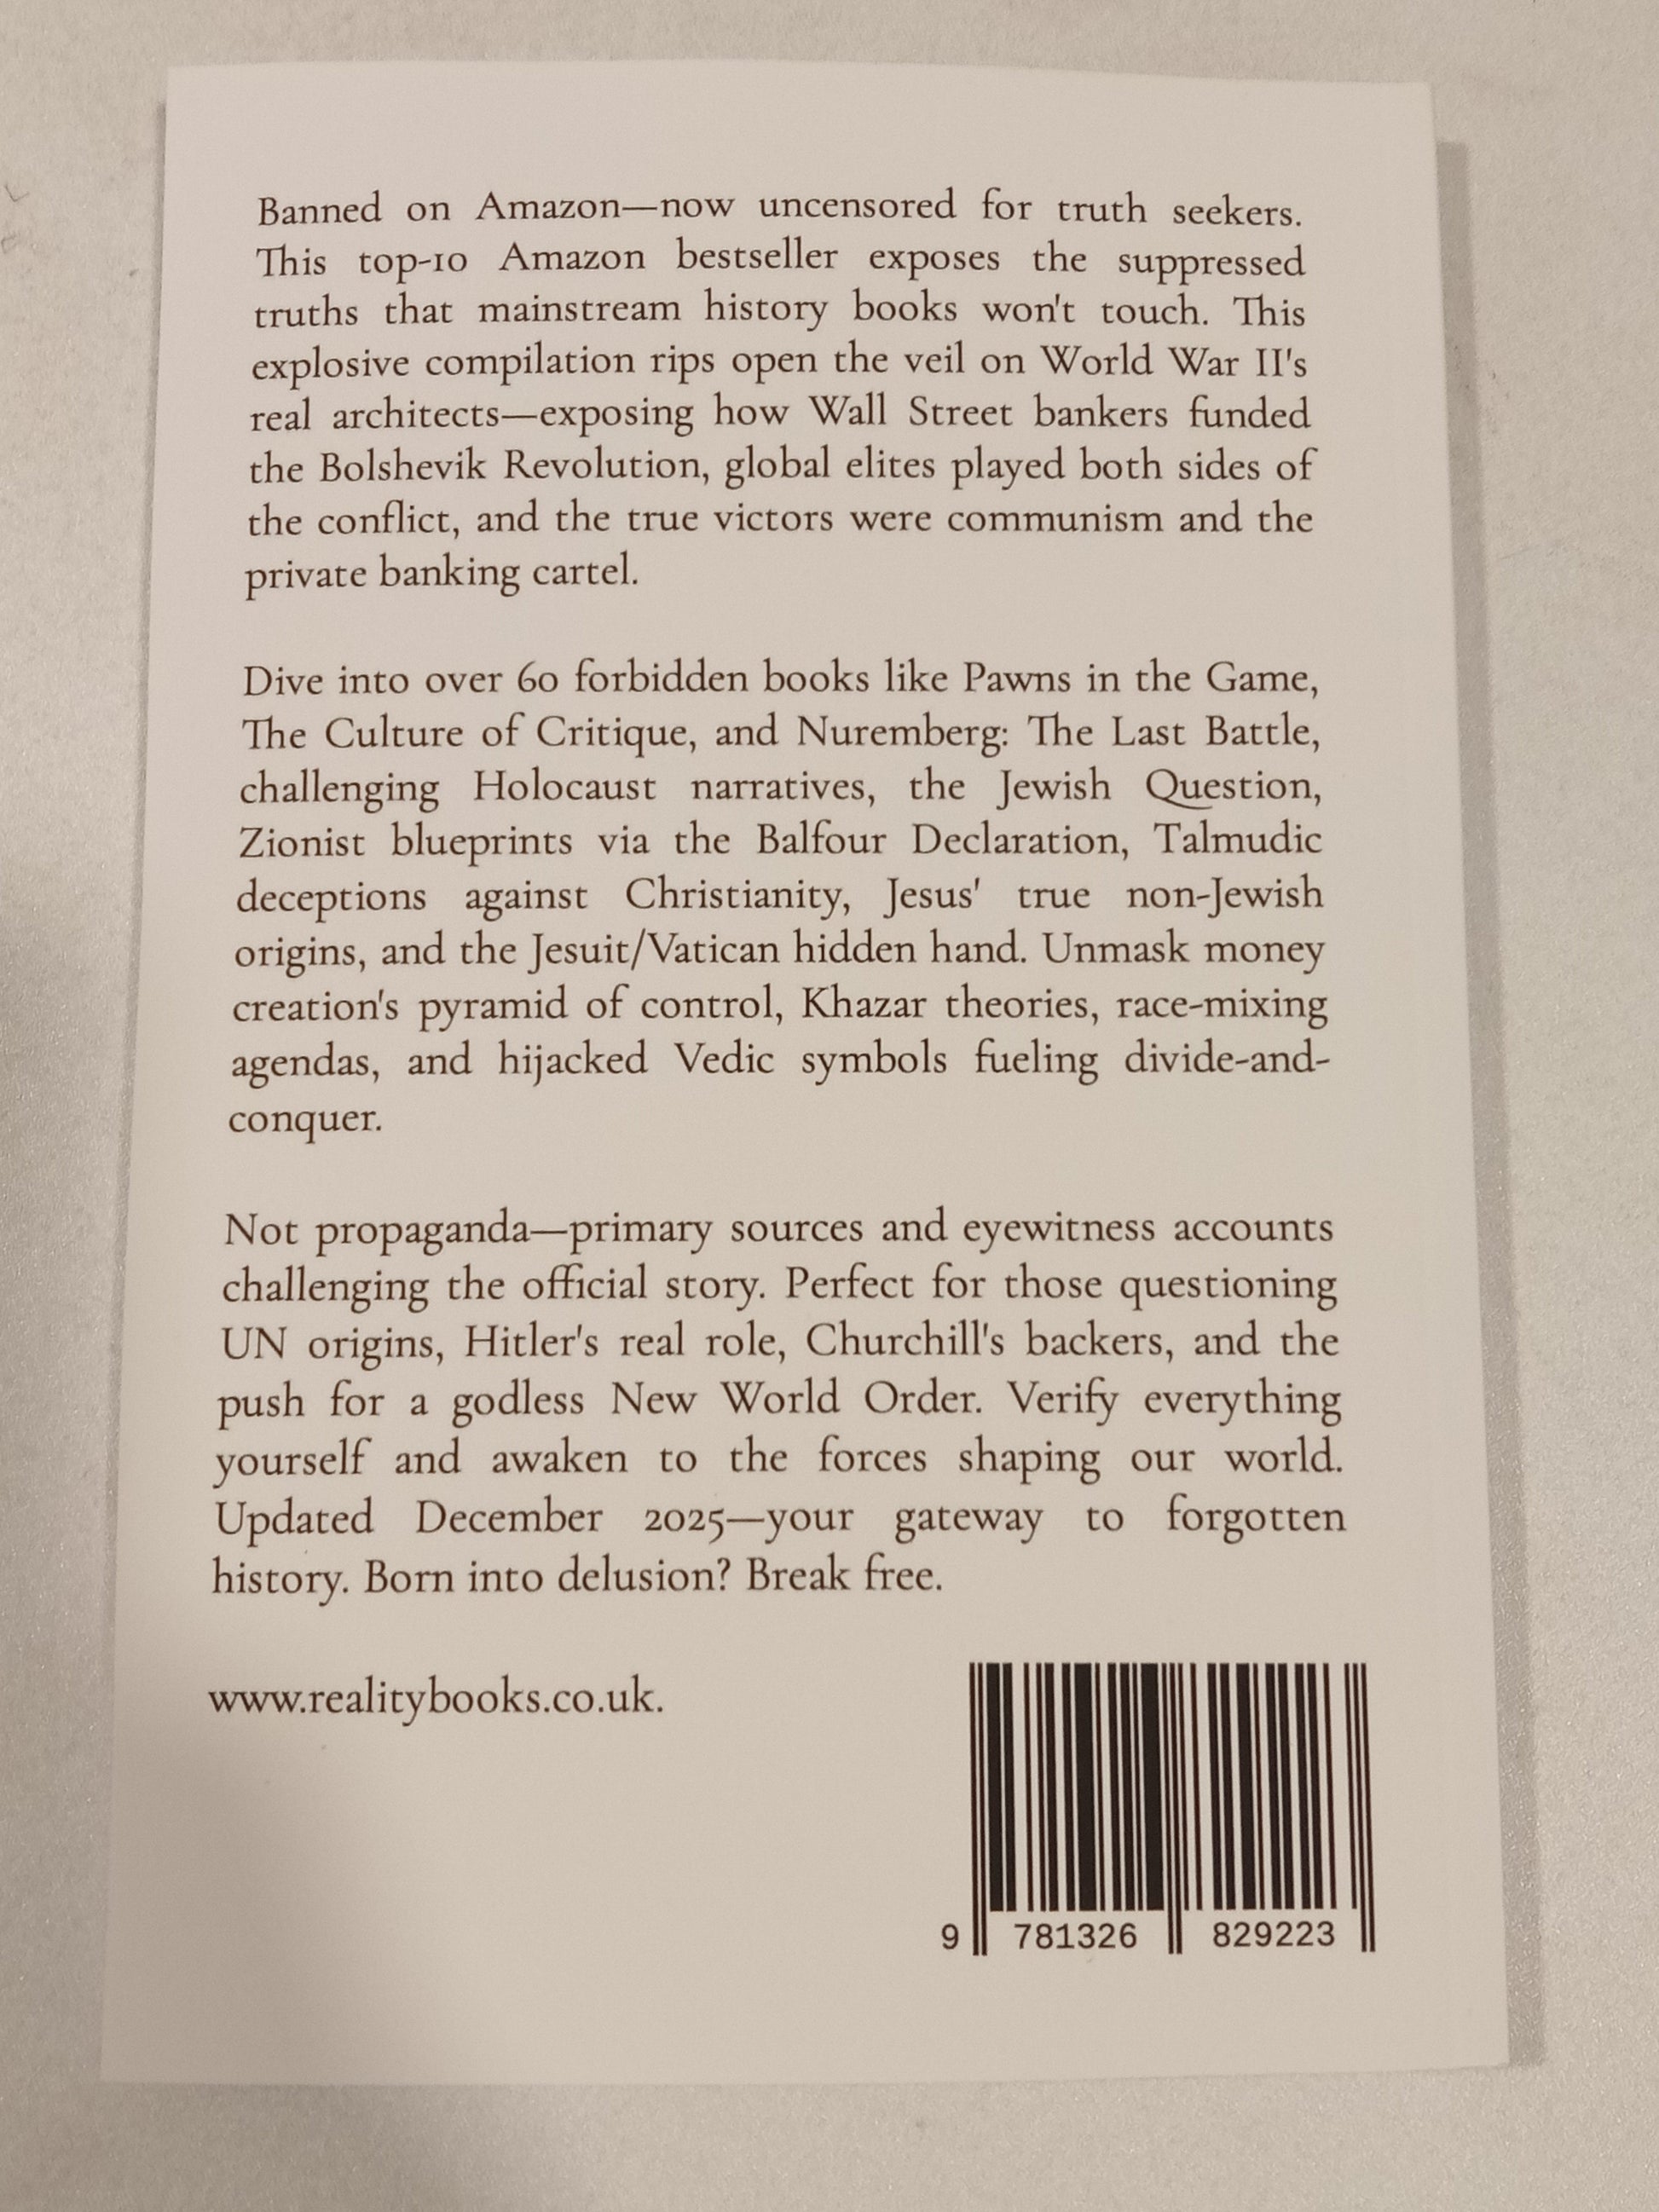 Banned on Amazon—now uncensored for truth seekers.
This top-10 Amazon bestseller exposes the suppressed
truths that mainstream history books won't touch. This
explosive compilation rips open the veil on World War II's
real architects—exposing how Wall Street bankers funded
the Bolshevik Revolution, global elites played both sides of
the conflict, and the true victors were communism and the
private banking cartel.
Dive into over 60 forbidden books like Pawns in the Game,
The Culture of Critique, and Nuremberg: The Last Battle,
challenging Holocaust narratives, the Jewish Question,
Zionist blueprints via the Balfour Declaration, Talmudic
deceptions against Christianity, Jesus' true non-Jewish
origins, and the Jesuit/Vatican hidden hand. Unmask money
creation's pyramid of control, Khazar theories, race-mixing
agendas, and hijacked Vedic symbols fueling divide-and-
conquer.
Not propaganda—primary sources and eyewitness accounts
challenging the official story. Perfect for those questioning
UN origins, Hitler's real role, Churchill's backers, and the
push for a godless New World Order. Verify everything
yourself and awaken to the forces shaping our world.
Updated December 2025—your gateway to forgotten
history. Born into delusion? Break free.
www.realitybooks.co.uk.
9 781326 829223